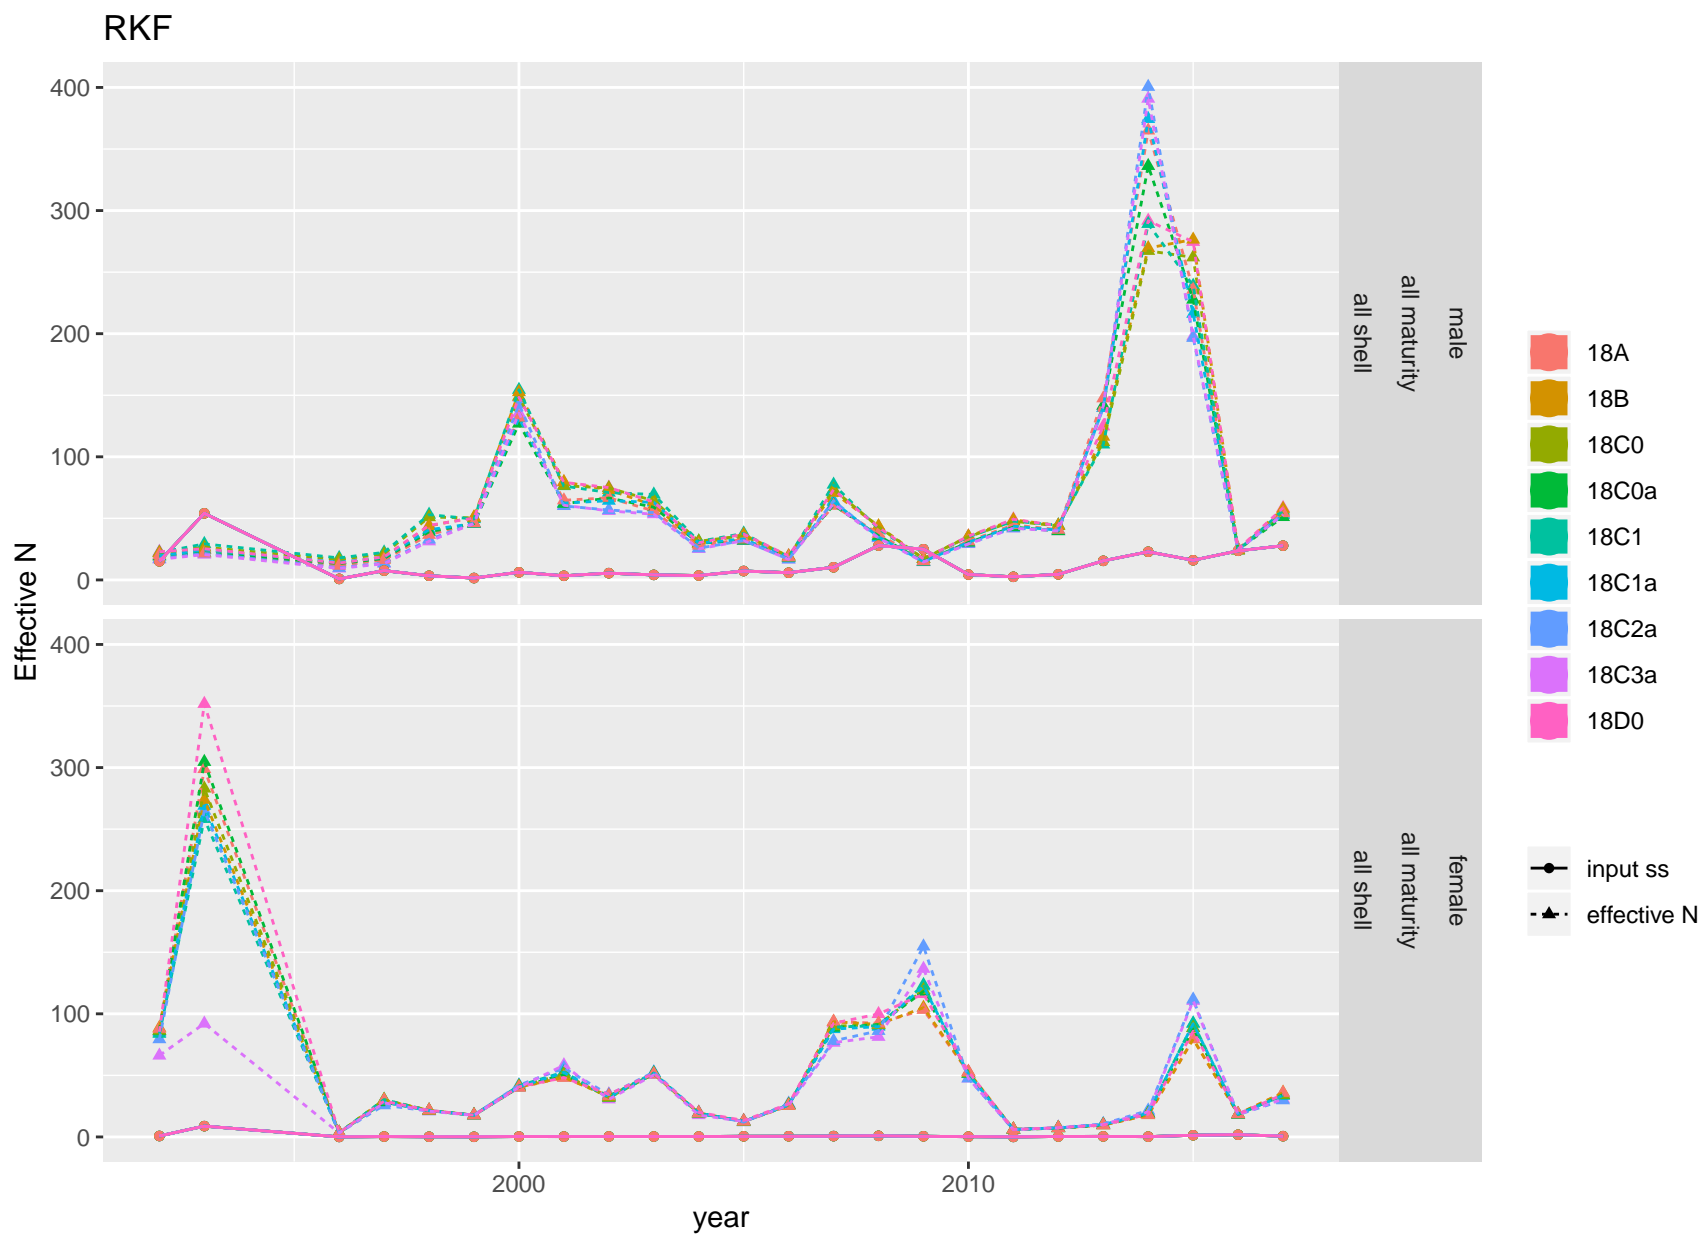 RKF
Effective N
400
300
200
100
0
all shell
all maturity
male
400
300
200
100
0
all shell
all maturity
female
2000
2010
year
18A
18B
18C0
18C0a
18C1
18C1a
18C2a
18C3a
18D0
input ss
effective N